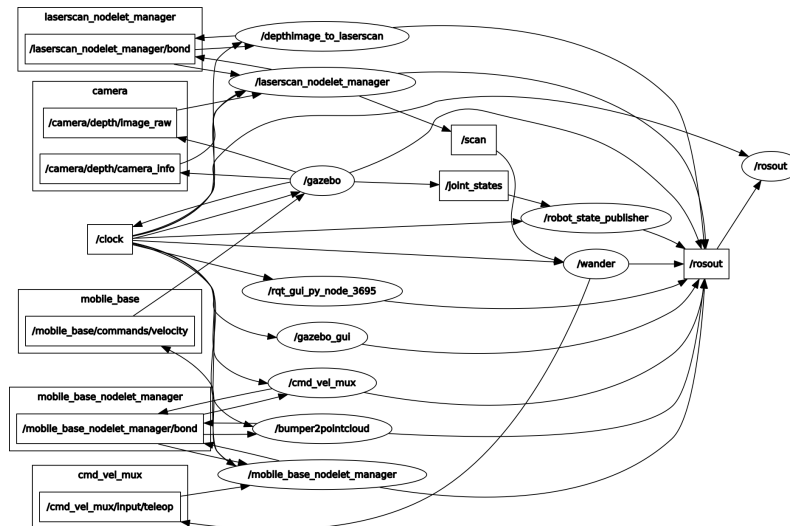 laserscan_nodelet_manager
/laserscan_nodelet_manager/bond
/depthimage_to_laserscan
/laserscan_nodelet_manager
camera
/camera/depth/image_raw
/camera/depth/camera_info
/scan
/gazebo
/joint_states
/rosout
/robot_state_publisher
/clock
/wander
/rosout
/rqt_gui_py_node_3695
mobile_base
/mobile_base/commands/velocity
/gazebo_gui
/cmd_vel_mux
mobile_base_nodelet_manager
/mobile_base_nodelet_manager/bond
/bumper2pointcloud
/mobile_base_nodelet_manager
cmd_vel_mux
/cmd_vel_mux/input/teleop